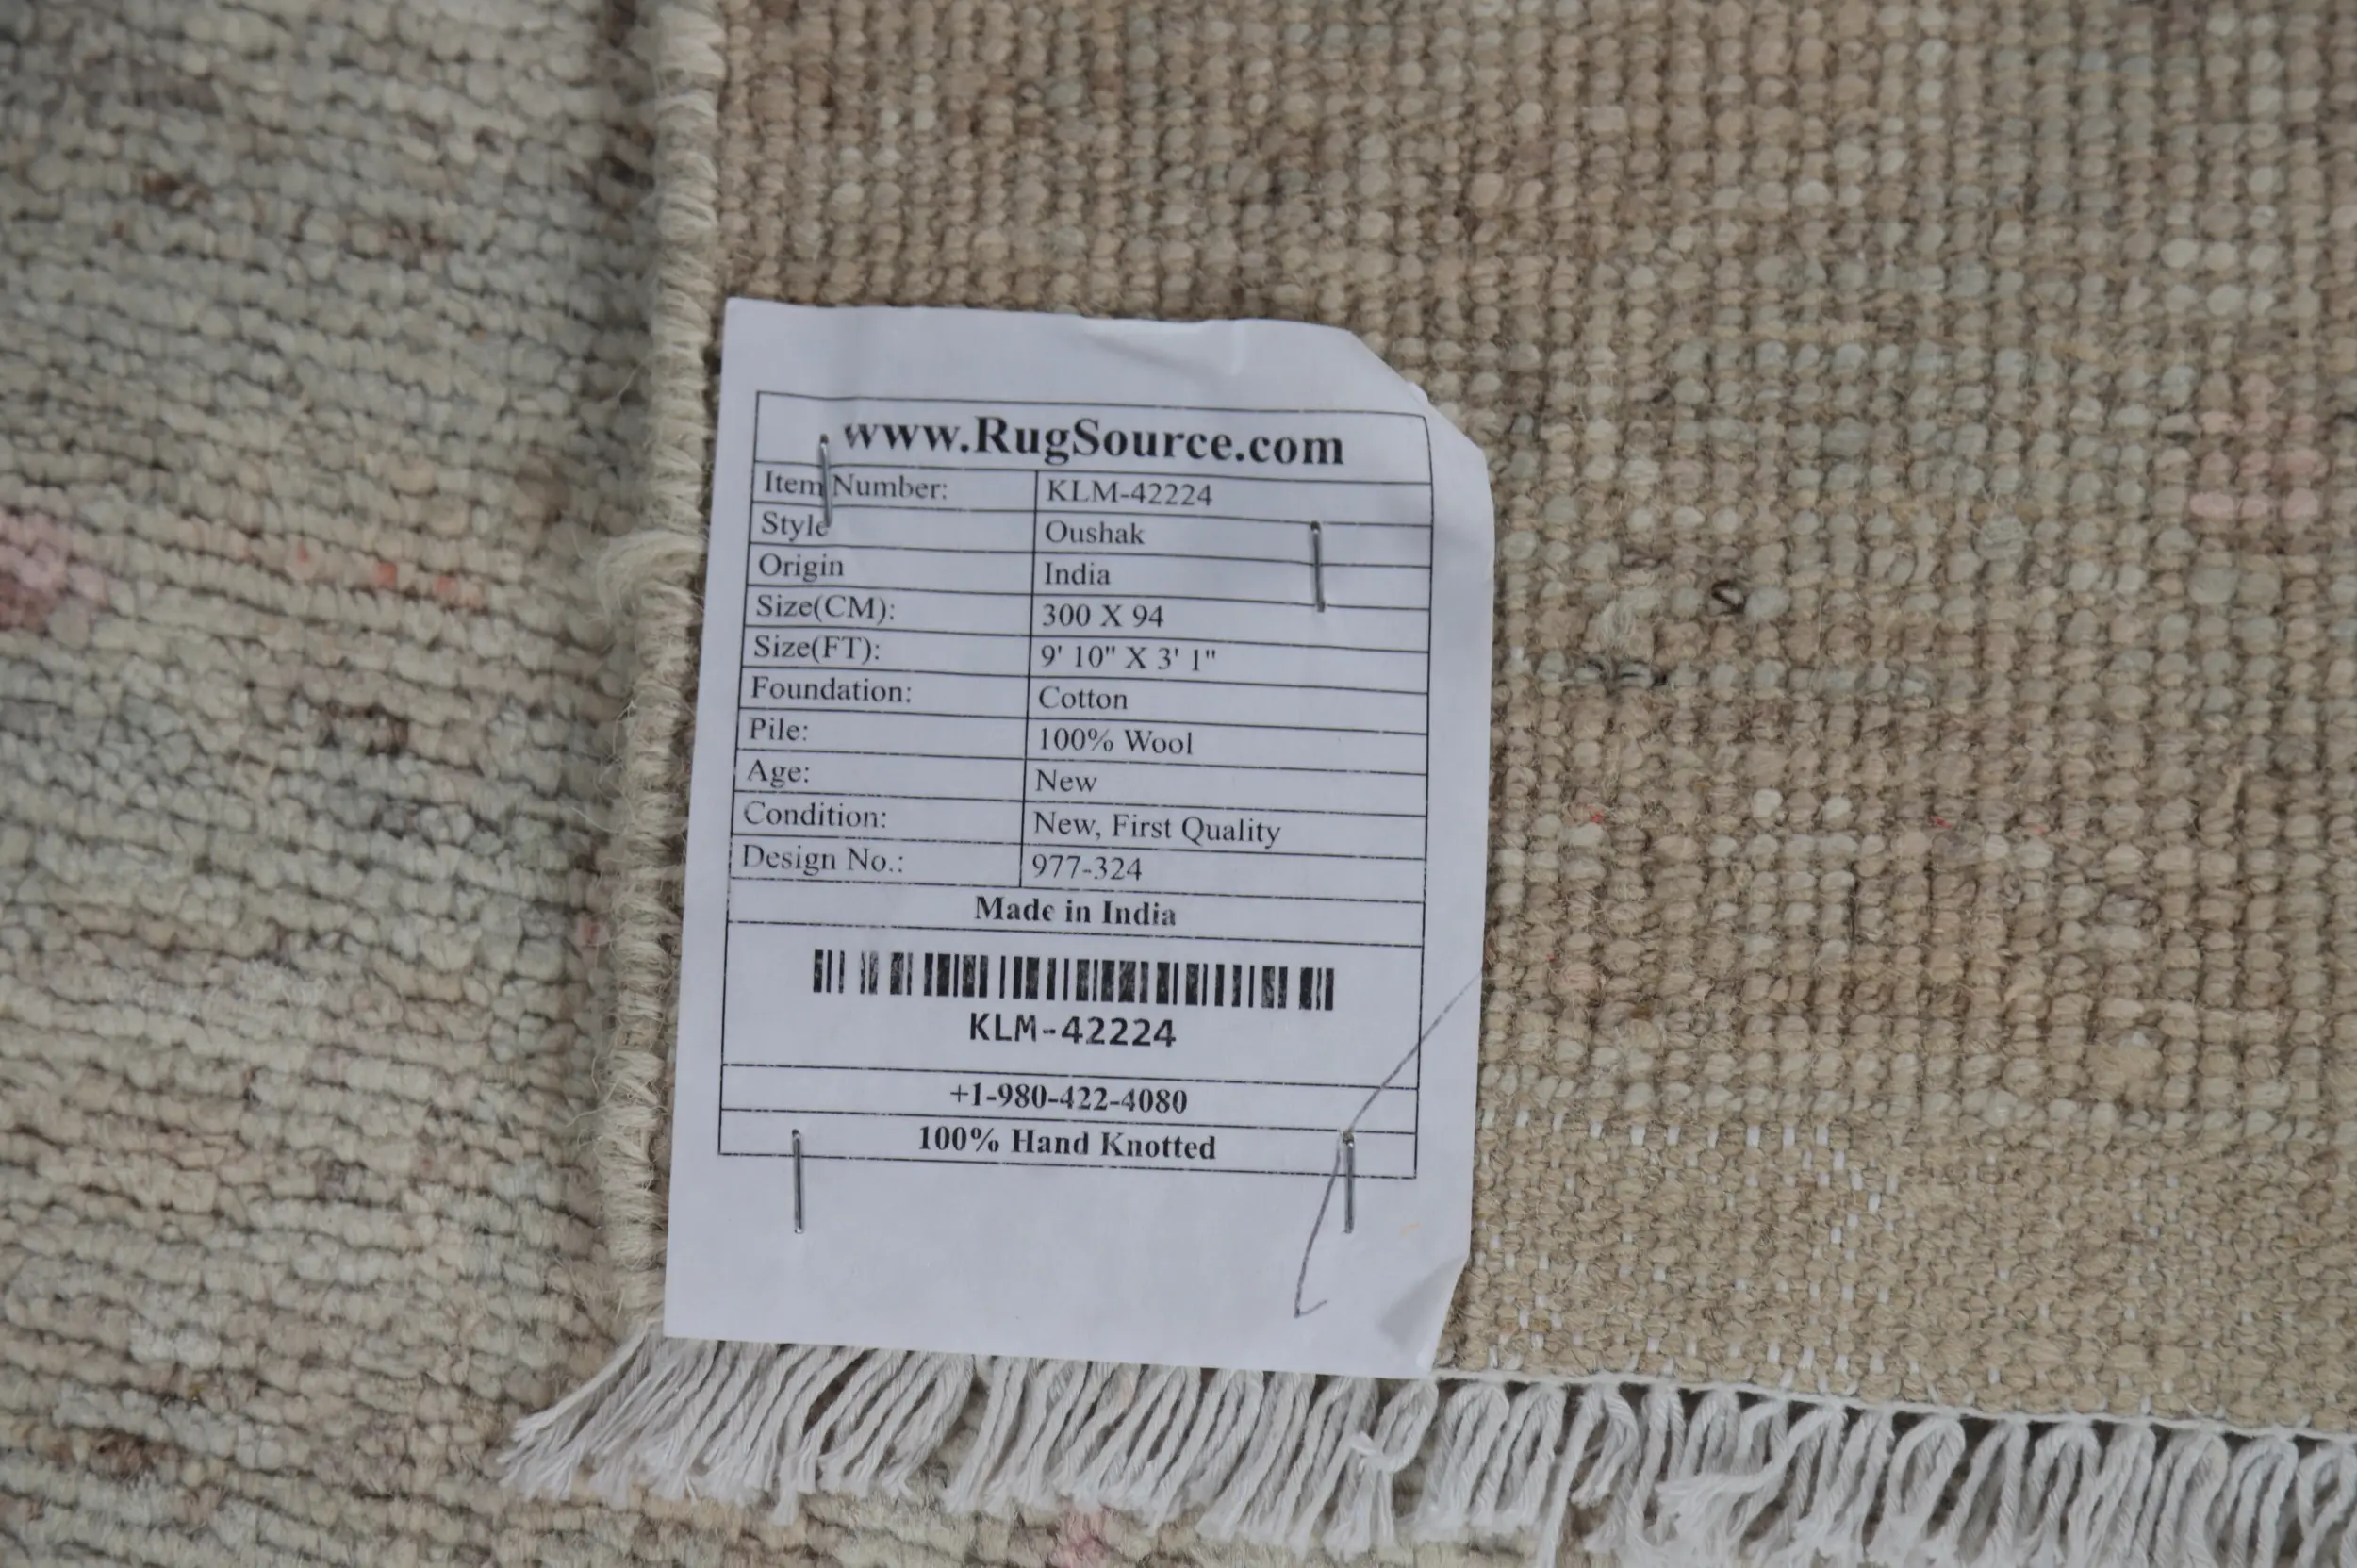 www.RugSource.com
Item Number: KLM-42224
Style Oushak
Origin India
Size(CM): 300 X 94
Size(FT): 9' 10" X 3' 1"
Foundation: Cotton
Pile: 100% Wool
Age: New
Condition: New, First Quality
Design No.: 977-324
Made in India
KLM-42224
+1-980-422-4080
100% Hand Knotted